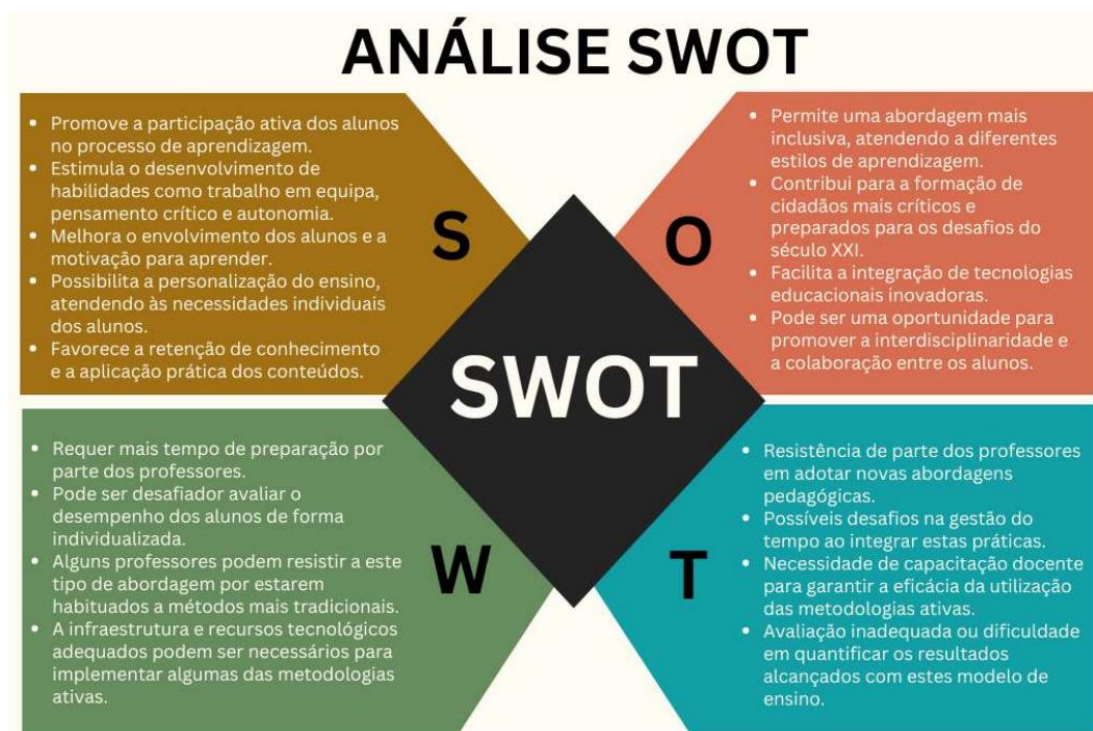 ANÁLISE SWOT
• Promove a participação ativa dos alunos
no processo de aprendizagem.
• Estimula o desenvolvimento de
habilidades como trabalho em equipa,
pensamento crítico e autonomia.
• Melhora o envolvimento dos alunos e a
motivação para aprender.
• Possibilita a personalização do ensino,
atendendo às necessidades individuais
dos alunos.
• Favorece a retenção de conhecimento
e a aplicação prática dos conteúdos.
S
O
• Permite uma abordagem mais
inclusiva, atendendo a diferentes
estilos de aprendizagem.
• Contribui para a formação de
cidadãos mais críticos e
preparados para os desafios do
século XXI.
• Facilita a integração de tecnologias
educacionais inovadoras.
• Pode ser uma oportunidade para
promover a interdisciplinaridade e
a colaboração entre os alunos.
SWOT
• Requer mais tempo de preparação por
parte dos professores.
• Pode ser desafiador avaliar o
desempenho dos alunos de forma
individualizada.
• Alguns professores podem resistir a este
tipo de abordagem por estarem
habituados a métodos mais tradicionais.
• A infraestrutura e recursos tecnológicos
adequados podem ser necessários para
implementar algumas das metodologias
ativas.
W
T
• Resistência de parte dos professores
em adotar novas abordagens
pedagógicas.
• Possíveis desafios na gestão do
tempo ao integrar estas práticas.
• Necessidade de capacitação docente
para garantir a eficácia da utilização
das metodologias ativas.
• Avaliação inadequada ou dificuldade
em quantificar os resultados
alcançados com estes modelo de
ensino.